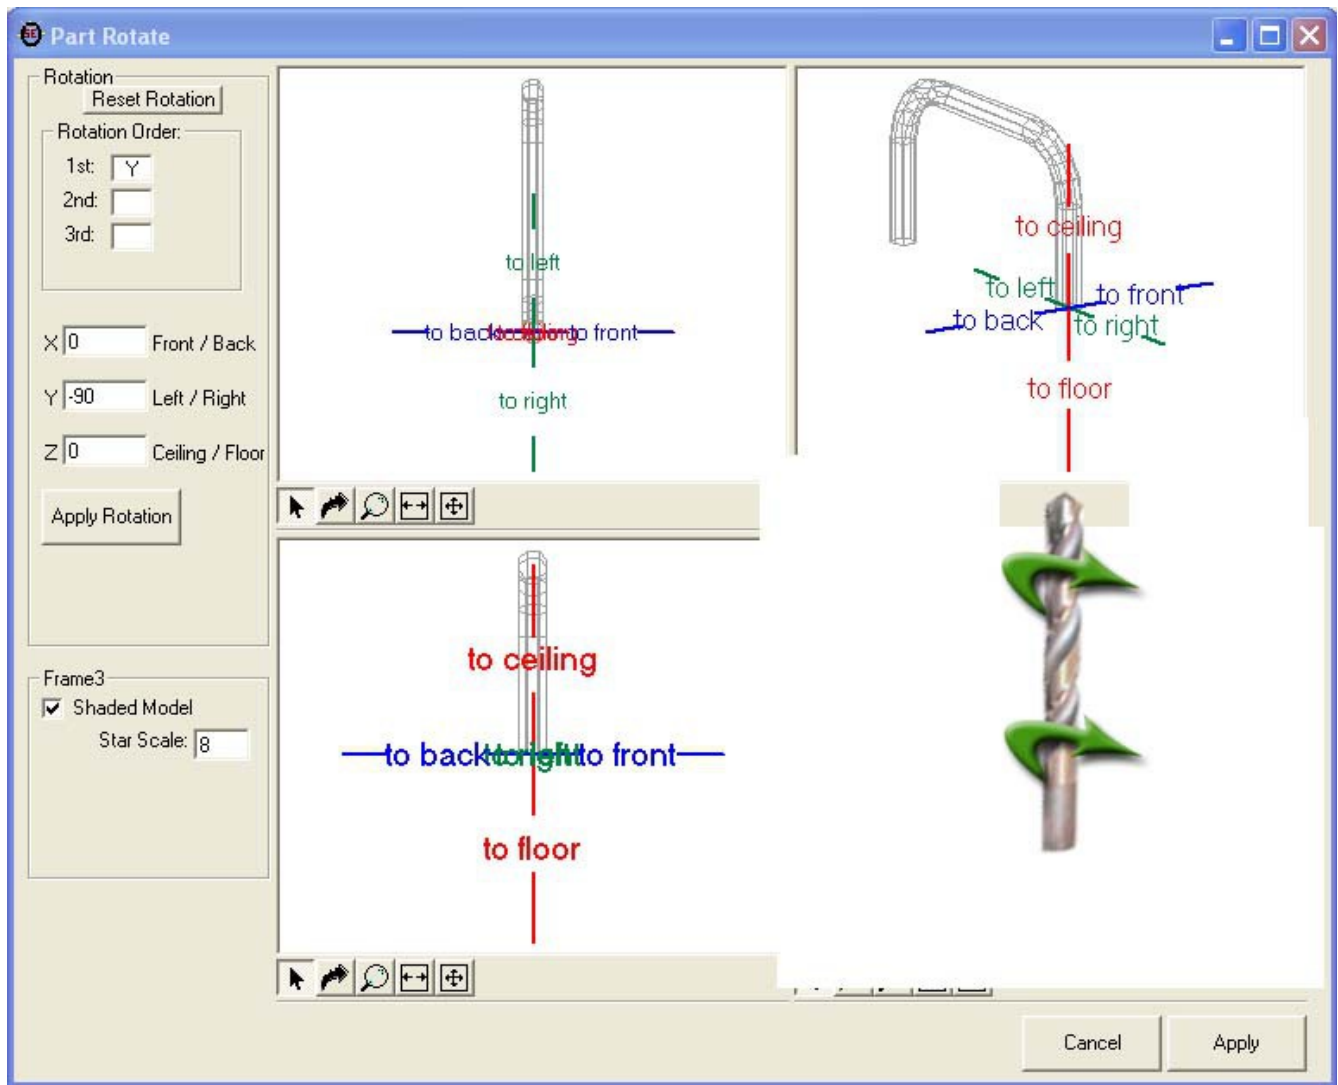 Part Rotate
Rotation
Reset Rotation
Rotation Order:
1st: Y
2nd:
3rd:
X 0 Front / Back
Y -90 Left / Right
Z 0 Ceiling / Floor
Apply Rotation
Frame3
Shaded Model
Star Scale: 8
to left
to back to front
to right
to ceiling
to left to front
to back to right
to floor
to ceiling
to back to right to front
to floor
Cancel Apply